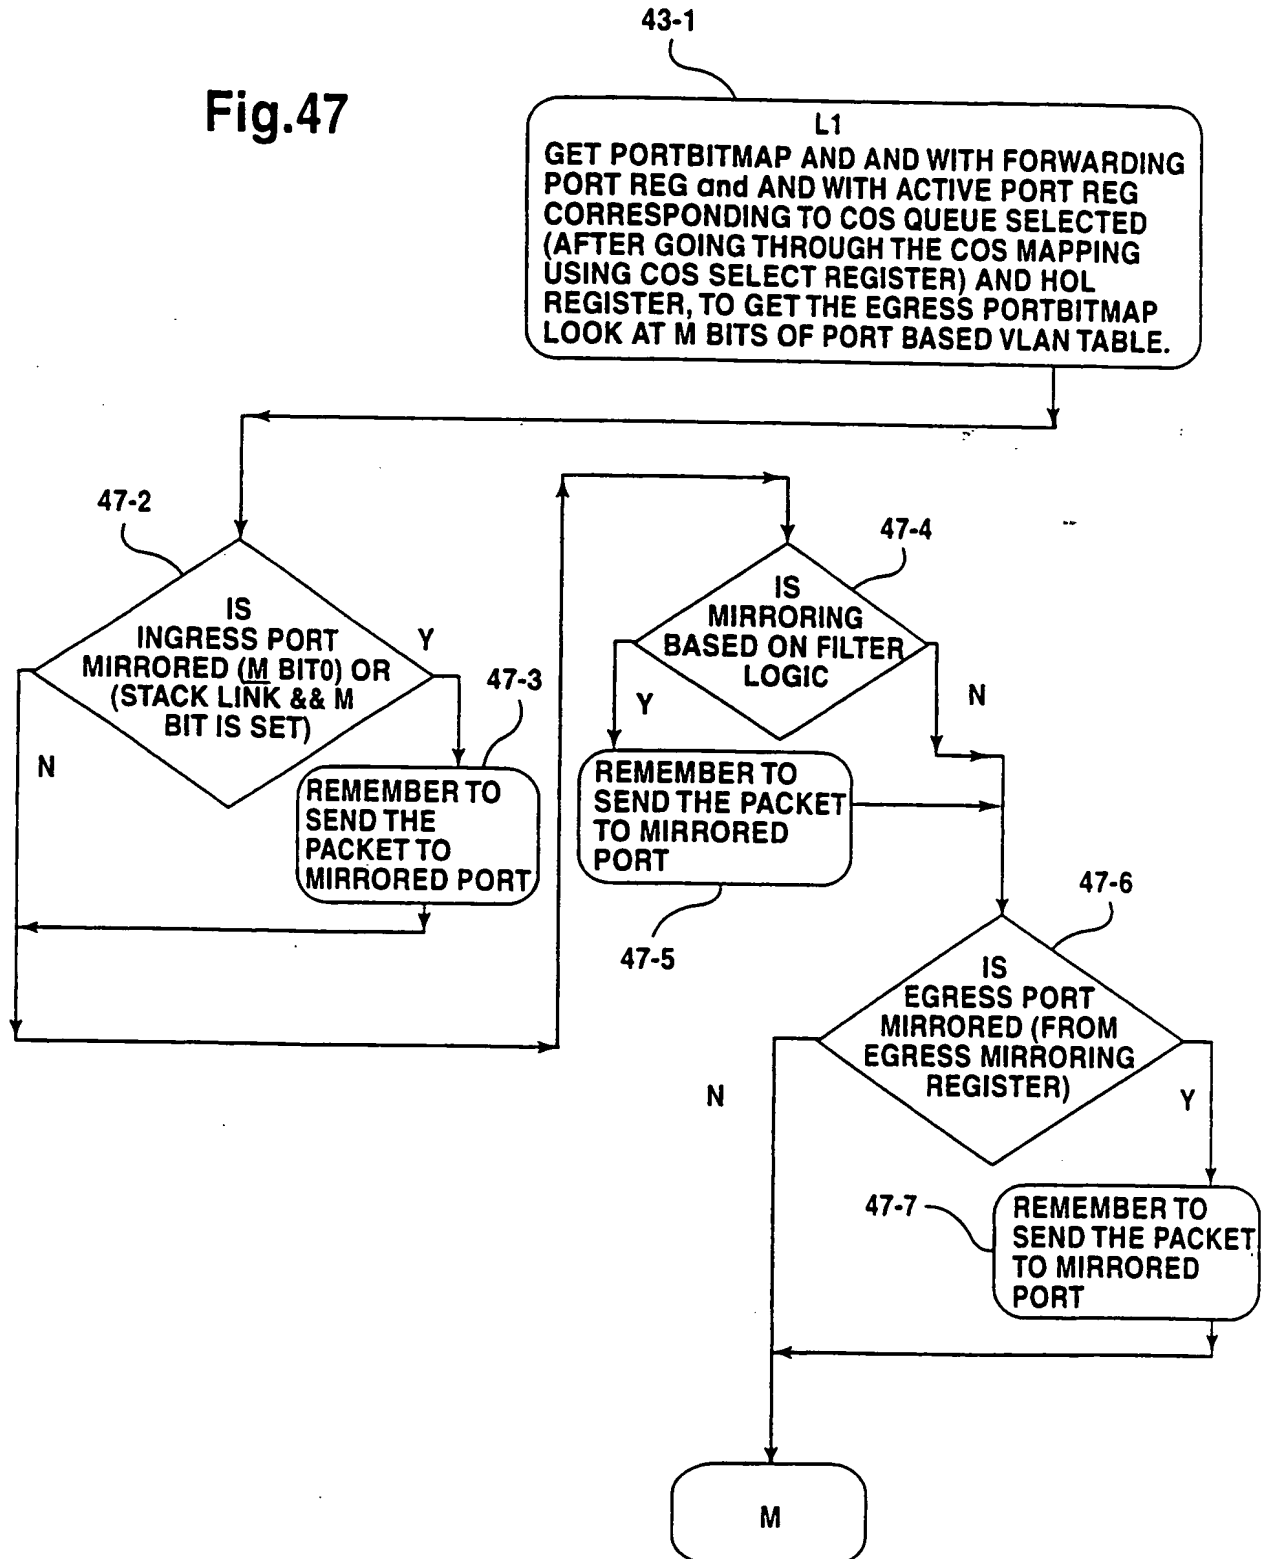 43-1
Fig.47
L1
GET PORTBITMAP AND AND WITH FORWARDING
PORT REG and AND WITH ACTIVE PORT REG
CORRESPONDING TO COS QUEUE SELECTED
(AFTER GOING THROUGH THE COS MAPPING
USING COS SELECT REGISTER) AND HOL
REGISTER, TO GET THE EGRESS PORTBITMAP
LOOK AT M BITS OF PORT BASED VLAN TABLE.
47-2
IS
INGRESS PORT
MIRRORED (M BIT0) OR
(STACK LINK && M
BIT IS SET)
Y
N
47-3
REMEMBER TO
SEND THE
PACKET TO
MIRRORED PORT
47-4
IS
MIRRORING
BASED ON FILTER
LOGIC
Y
N
REMEMBER TO
SEND THE PACKET
TO MIRRORED
PORT
47-5
47-6
IS
EGRESS PORT
MIRRORED (FROM
EGRESS MIRRORING
REGISTER)
N
Y
47-7
REMEMBER TO
SEND THE PACKET
TO MIRRORED
PORT
M